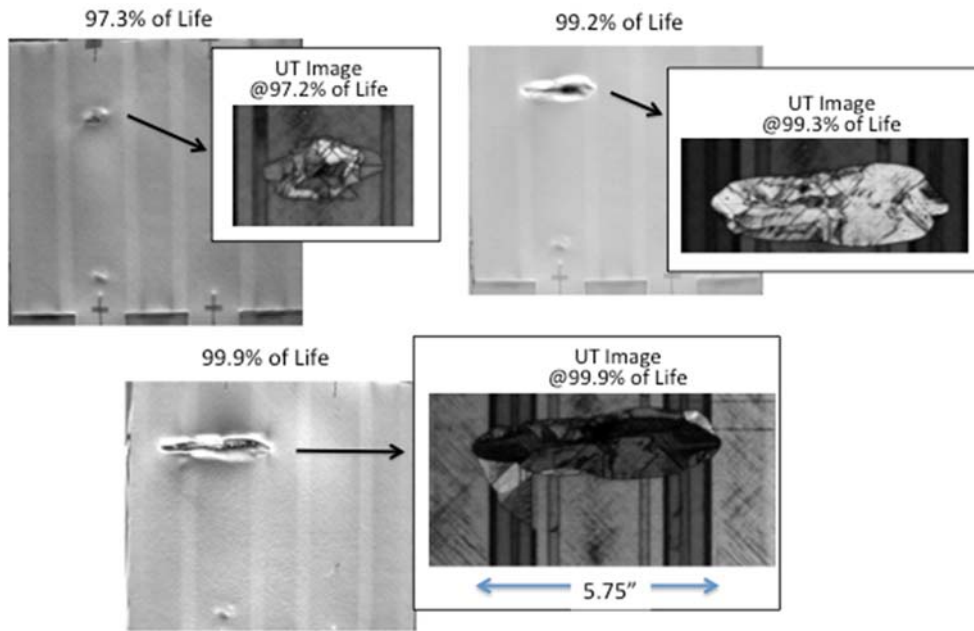 97.3% of Life
UT Image
@97.2% of Life
99.2% of Life
UT Image
@99.3% of Life
99.9% of Life
UT Image
@99.9% of Life
5.75”